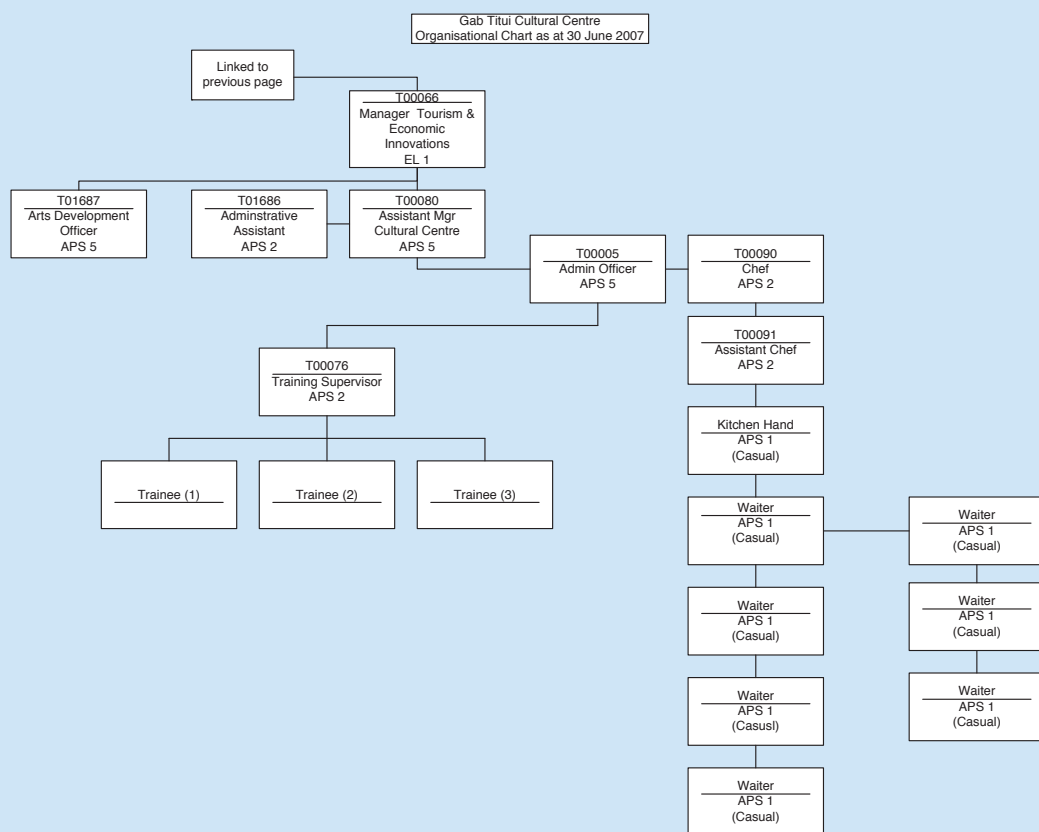 Gab Titui Cultural Centre
Organisational Chart as at 30 June 2007
Linked to
previous page
T00066
Manager Tourism &
Economic
Innovations
EL 1
T01687
Arts Development
Officer
APS 5
T01686
Adminstrative
Assistant
APS 2
T00080
Assistant Mgr
Cultural Centre
APS 5
T00005
Admin Officer
APS 5
T00090
Chef
APS 2
T00091
Assistant Chef
APS 2
T00076
Training Supervisor
APS 2
Trainee (1)
Trainee (2)
Trainee (3)
Kitchen Hand
APS 1
(Casual)
Waiter
APS 1
(Casual)
Waiter
APS 1
(Casual)
Waiter
APS 1
(Casusl)
Waiter
APS 1
(Casual)
Waiter
APS 1
(Casual)
Waiter
APS 1
(Casual)
Waiter
APS 1
(Casual)